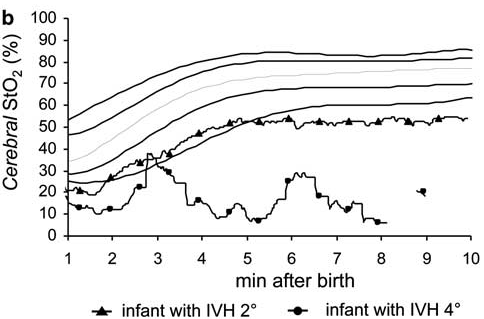 b
Cerebral StO₂ (%)
100
90
80
70
60
50
40
30
20
10
0
1 2 3 4 5 6 7 8 9 10
min after birth
infant with IVH 2° infant with IVH 4°